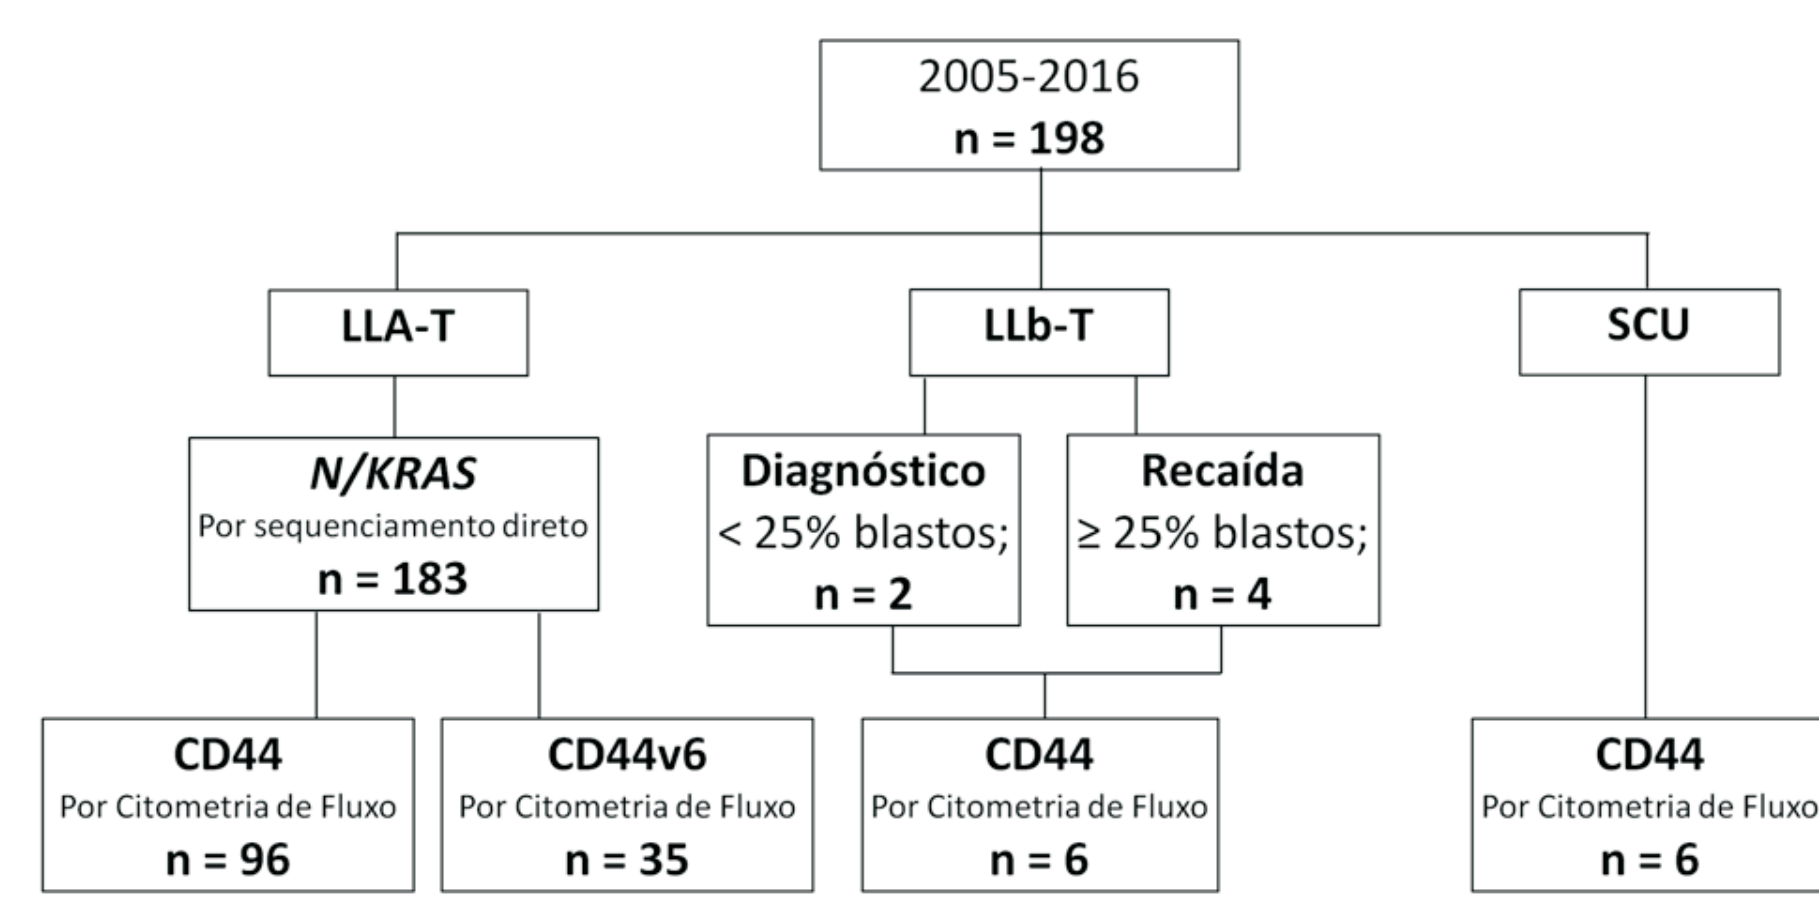 2005-2016
n = 198
LLA-T
LLb-T
SCU
N/KRAS
Por sequenciamento direto
n = 183
Diagnóstico
< 25% blastos;
n = 2
Recaída
≥ 25% blastos;
n = 4
CD44
Por Citometria de Fluxo
n = 96
CD44v6
Por Citometria de Fluxo
n = 35
CD44
Por Citometria de Fluxo
n = 6
CD44
Por Citometria de Fluxo
n = 6